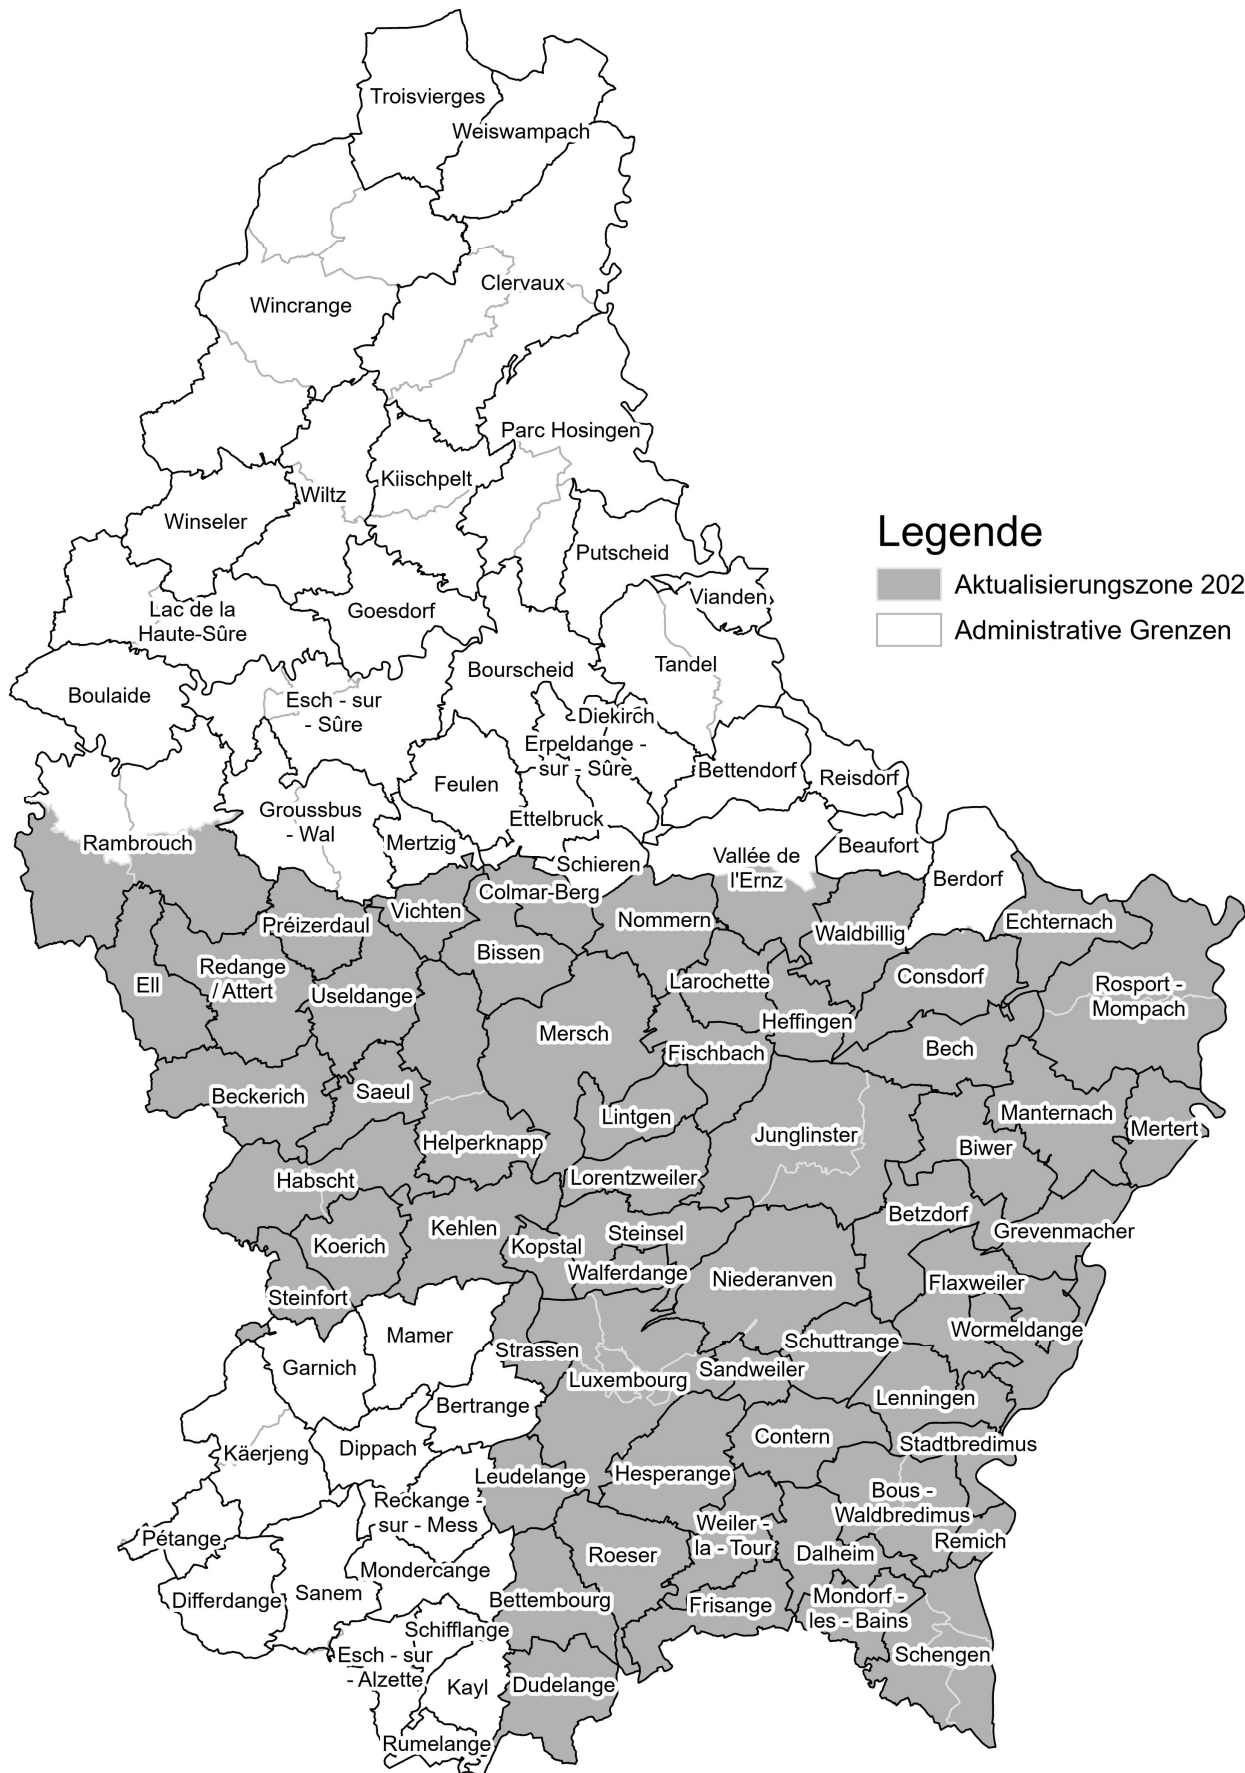 Troisvierges
Weiswampach
Clervaux
Wincrange
Parc Hosingen
Kiischpelt
Wiltz
Winseler
Legende
Aktualisierungszone 202
Administrative Grenzen
Putscheid
Vianden
Lac de la
Haute-Sûre
Goesdorf
Tandel
Bourscheid
Boulaide
Esch - sur
- Sûre
Diekirch
Erpeldange -
sur - Sûre
Bettendorf
Reisdorf
Feulen
Groussbus
- Wal
Ettelbruck
Rambrouch
Mertzig
Beaufort
Schieren
Vallée de
l'Ernz
Berdorf
Colmar-Berg
Vichten
Préizerdaul
Nommern
Echternach
Waldbillig
Bissen
Redange
/ Attert
Consdorf
Larochette
Ell
Useldange
Rosport -
Mompach
Heffingen
Mersch
Fischbach
Bech
Saeul
Beckerich
Lintgen
Manternach
Mertert
Junglinster
Helperknapp
Biwer
Lorentzweiler
Habscht
Betzdorf
Kehlen
Steinsel
Grevenmacher
Koerich
Kopstal
Walferdange
Niederanven
Flaxweiler
Steinfort
Wormeldange
Mamer
Schuttrange
Strassen
Garnich
Sandweiler
Luxembourg
Lenningen
Bertrange
Contern
Stadtbredimus
Dippach
Käerjeng
Leudelange
Hesperange
Bous -
Waldbredimus
Reckange -
sur - Mess
Weiler -
la - Tour
Pétange
Remich
Roeser
Dalheim
Mondercange
Sanem
Differdange
Bettembourg
Frisange
Mondorf -
les - Bains
Schifflange
Esch - sur
- Alzette
Schengen
Kayl
Dudelange
Rumelange